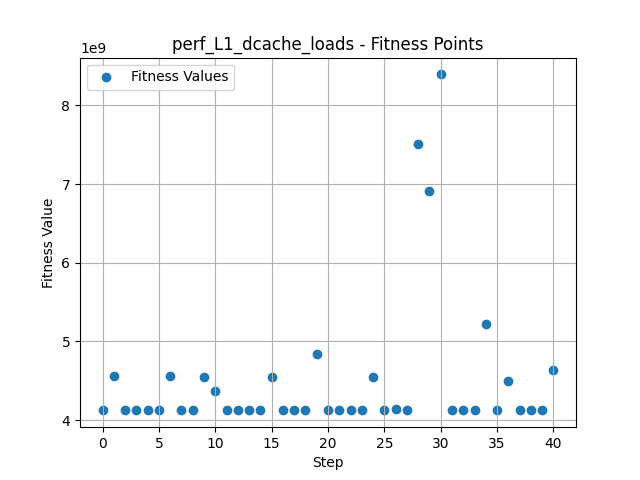 perf_L1_dcache_loads - Fitness Points
1e9
Fitness Values
8
7
6
5
4
Fitness Value
0 5 10 15 20 25 30 35 40
Step